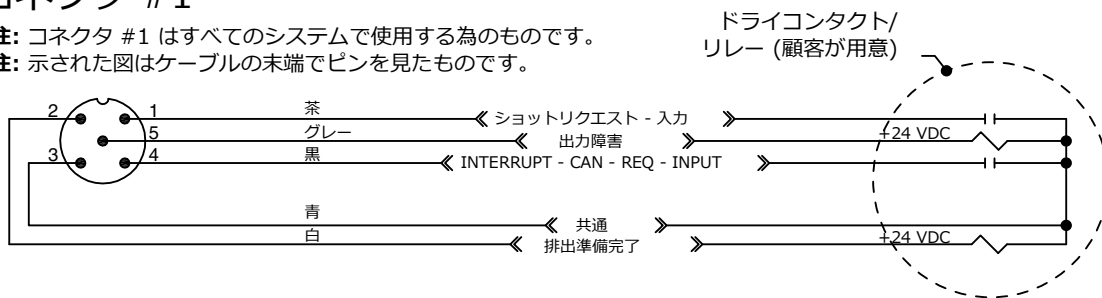 コネクタ #1
注: コネクタ #1 はすべてのシステムで使用する為のものです。
注: 示された図はケーブルの末端でピンを見たものです。
ドライコンタクト/
リレー (顧客が用意)
2
1
茶
ショットリクエスト - 入力
5
グレー
出力障害
+24 VDC
3
4
黒
INTERRUPT - CAN - REQ - INPUT
青
共通
白
排出準備完了
+24 VDC